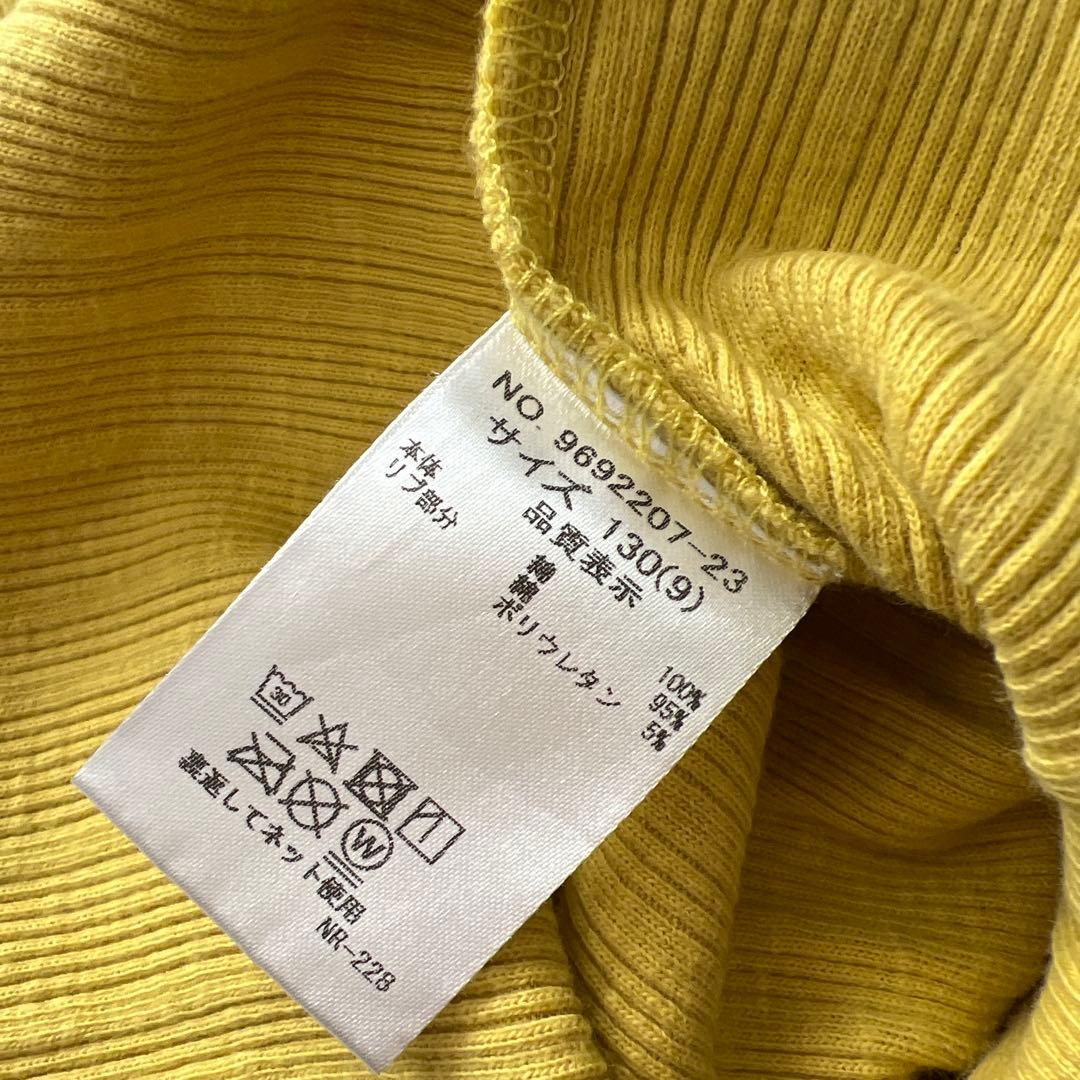 NO. 9692207-23
サイズ 130(9)
品質表示
本体 綿 100%
リブ部分 綿 95%
ポリウレタン 5%
30
W
裏返してネット使用
NR-228